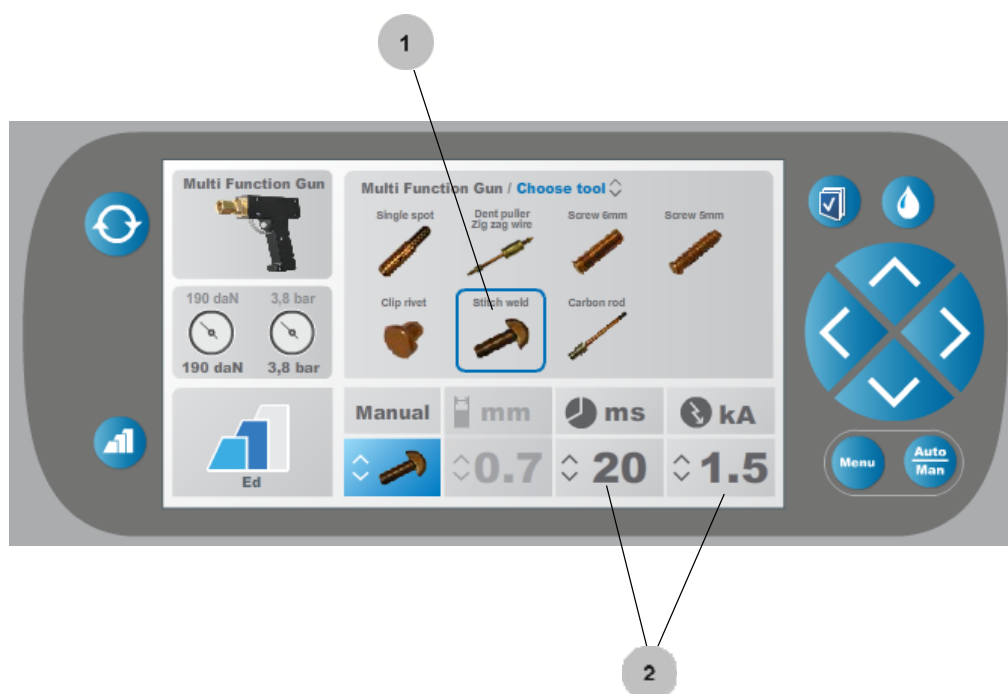 1
Multi Function Gun
Multi Function Gun / Choose tool
Single spot
Dent puller
Zig zag wire
Screw 6mm
Screw 5mm
190 daN 3,8 bar
190 daN 3,8 bar
Clip rivet
Stitch weld
Carbon rod
Manual mm ms kA
0.7 20 1.5
Ed
Menu
Auto
Man
2